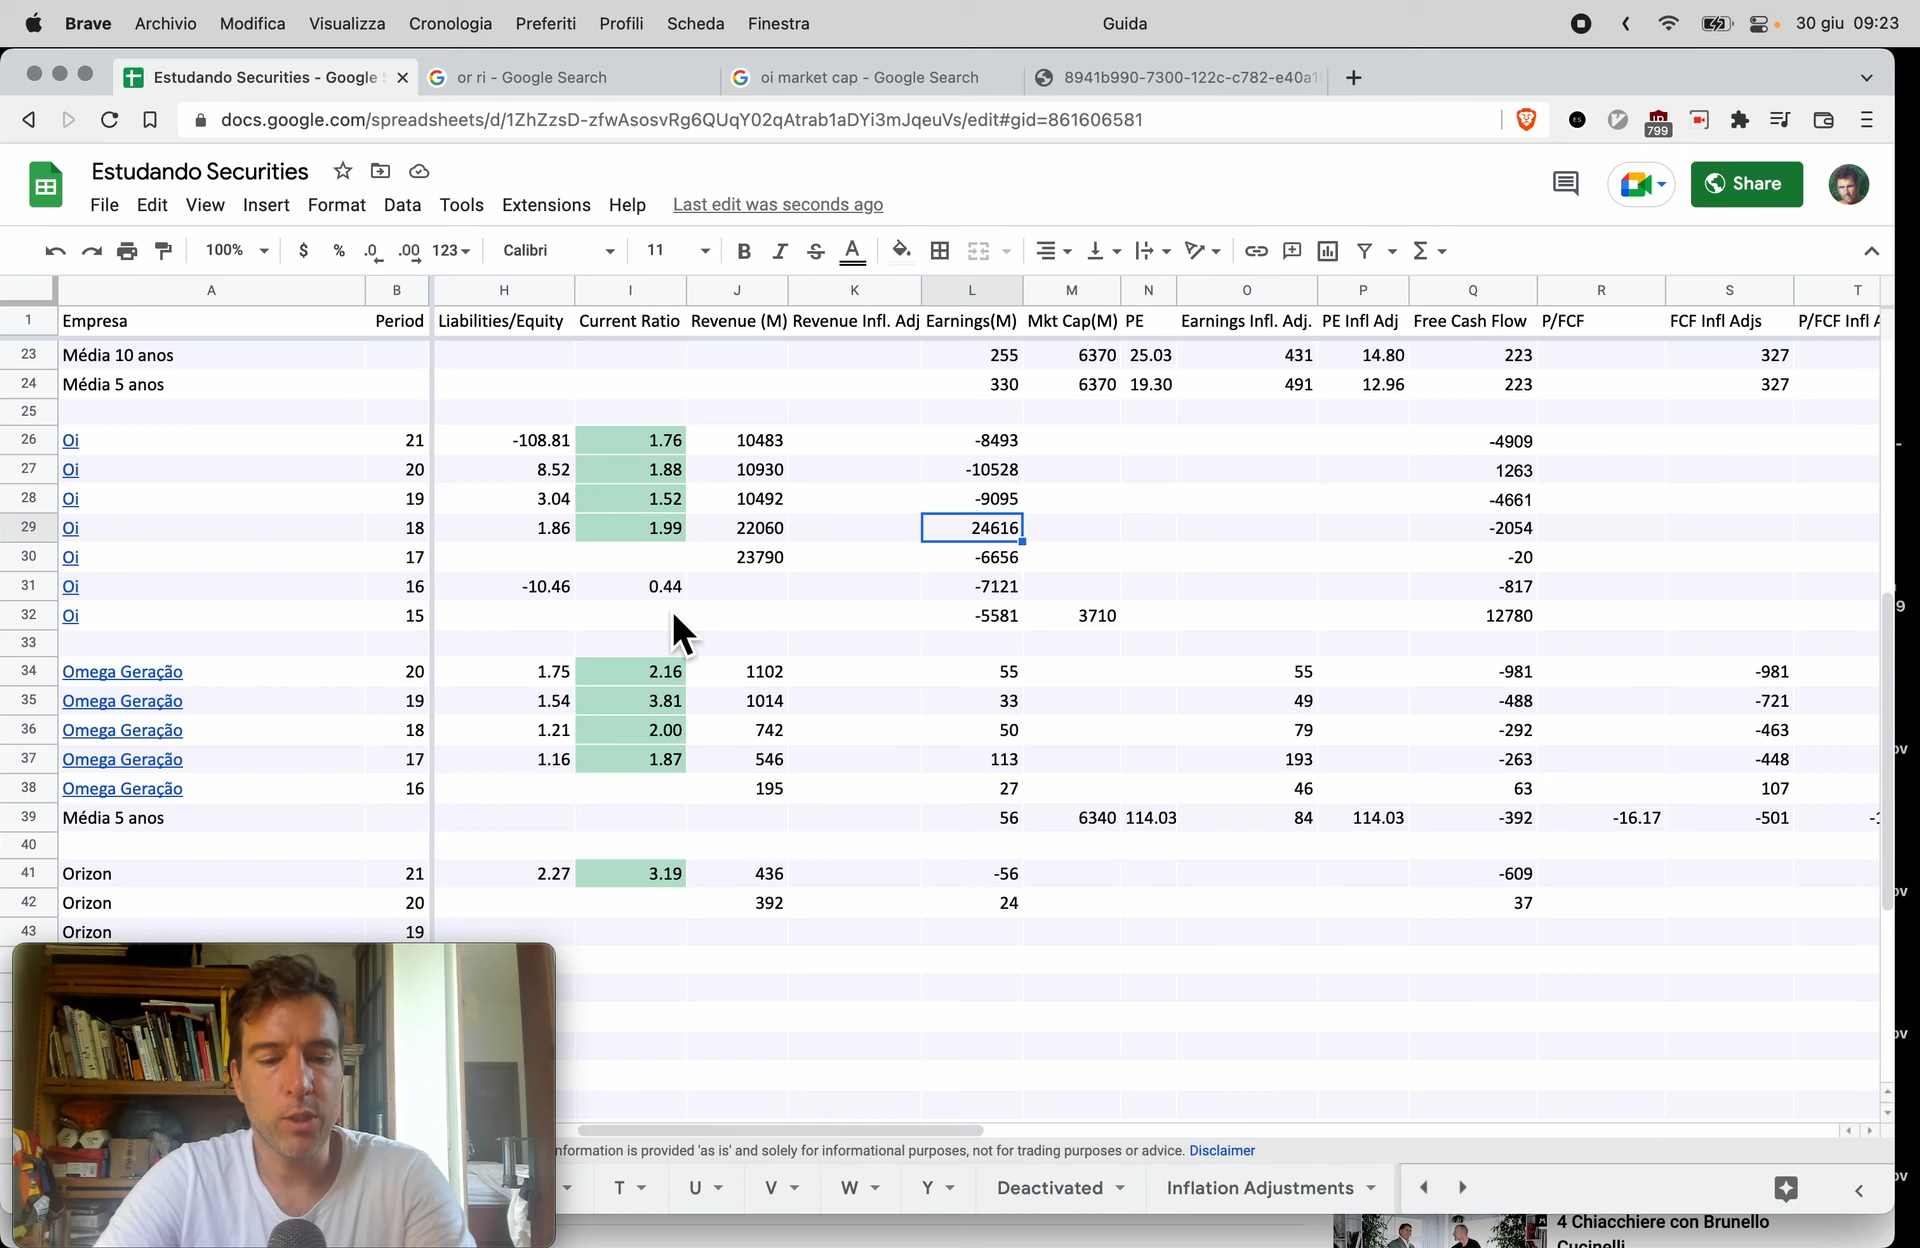 Brave Archivio Modifica Visualizza Cronologia Preferiti Profili Scheda Finestra Guida 30 giu 09:23
Estudando Securities - Google S or ri - Google Search oi market cap - Google Search 8941b990-7300-122c-c782-e40a1
docs.google.com/spreadsheets/d/1ZhZzsD-zfwAsosvRg6QUqY02qAtrab1aDYi3mJqeuVs/edit#gid=861606581 799
Estudando Securities
Share
File Edit View Insert Format Data Tools Extensions Help Last edit was seconds ago
100% $ % .0 .00 123 Calibri 11 B I S A
A B H I J K L M N O P Q R S T
1 Empresa Period Liabilities/Equity Current Ratio Revenue (M) Revenue Infl. Adj Earnings(M) Mkt Cap(M) PE Earnings Infl. Adj. PE Infl Adj Free Cash Flow P/FCF FCF Infl Adjs P/FCF Infl A
23 Média 10 anos 255 6370 25.03 431 14.80 223 327
24 Média 5 anos 330 6370 19.30 491 12.96 223 327
25
26 Oi 21 -108.81 1.76 10483 -8493 -4909
27 Oi 20 8.52 1.88 10930 -10528 1263
28 Oi 19 3.04 1.52 10492 -9095 -4661
29 Oi 18 1.86 1.99 22060 24616 -2054
30 Oi 17 23790 -6656 -20
31 Oi 16 -10.46 0.44 -7121 -817
32 Oi 15 -5581 3710 12780
33
34 Omega Geração 20 1.75 2.16 1102 55 55 -981 -981
35 Omega Geração 19 1.54 3.81 1014 33 49 -488 -721
36 Omega Geração 18 1.21 2.00 742 50 79 -292 -463
37 Omega Geração 17 1.16 1.87 546 113 193 -263 -448
38 Omega Geração 16 195 27 46 63 107
39 Média 5 anos 56 6340 114.03 84 114.03 -392 -16.17 -501
40
41 Orizon 21 2.27 3.19 436 -56 -609
42 Orizon 20 392 24 37
43 Orizon 19
nformation is provided 'as is' and solely for informational purposes, not for trading purposes or advice. Disclaimer
T U V W Y Deactivated Inflation Adjustments
4 Chiacchiere con Brunello
Cucinelli